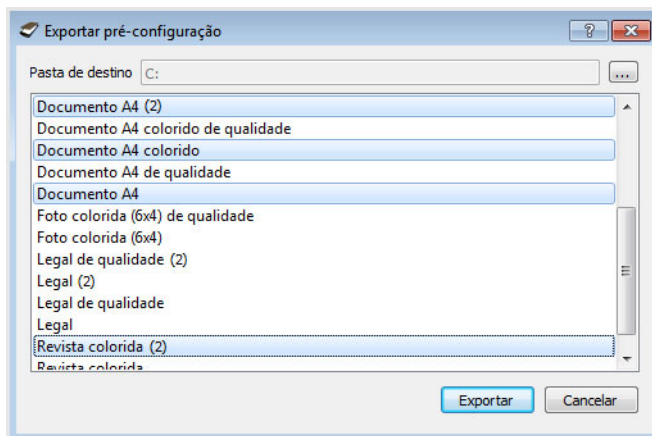 Exportar pré-configuração
Pasta de destino C: ...
Documento A4 (2)
Documento A4 colorido de qualidade
Documento A4 colorido
Documento A4 de qualidade
Documento A4
Foto colorida (6x4) de qualidade
Foto colorida (6x4)
Legal de qualidade (2)
Legal (2)
Legal de qualidade
Legal
Revista colorida (2)
Revista colorida
Exportar Cancelar